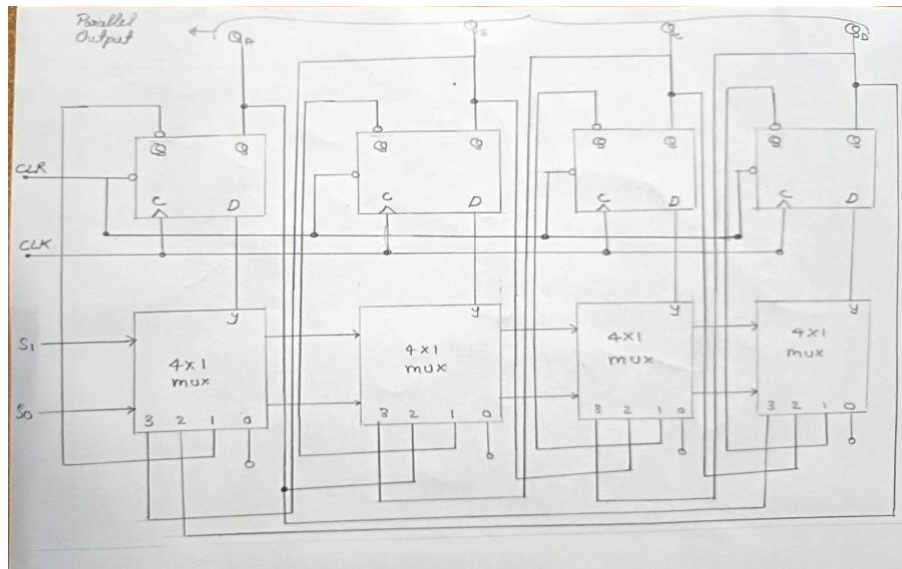 Parallel
Output
QA
QB
QC
QD
Q Q
Q Q
Q Q
Q Q
CLR
C D
C D
C D
C D
CLK
Y
Y
Y
Y
S1
4x1
mux
4x1
mux
4x1
mux
4x1
mux
S0
3 2 1 0
3 2 1 0
3 2 1 0
3 2 1 0